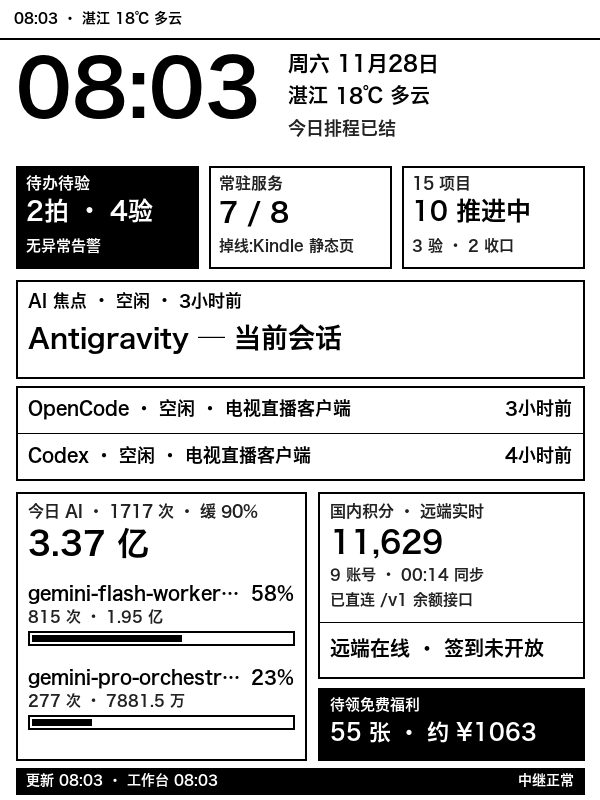 08:03 · 湛江 18℃ 多云
08:03
周六 11月28日
湛江 18℃ 多云
今日排程已结
待办待验
2拍 · 4验
无异常告警
常驻服务
7 / 8
掉线:Kindle 静态页
15 项目
10 推进中
3 验 · 2 收口
AI 焦点 · 空闲 · 3小时前
Antigravity — 当前会话
OpenCode · 空闲 · 电视直播客户端 3小时前
Codex · 空闲 · 电视直播客户端 4小时前
今日 AI · 1717 次 · 缓 90%
3.37 亿
gemini-flash-worker… 58%
815 次 · 1.95 亿
gemini-pro-orchestr… 23%
277 次 · 7881.5 万
国内积分 · 远端实时
11,629
9 账号 · 00:14 同步
已直连 /v1 余额接口
远端在线 · 签到未开放
待领免费福利
55 张 · 约 ¥1063
更新 08:03 · 工作台 08:03 中继正常